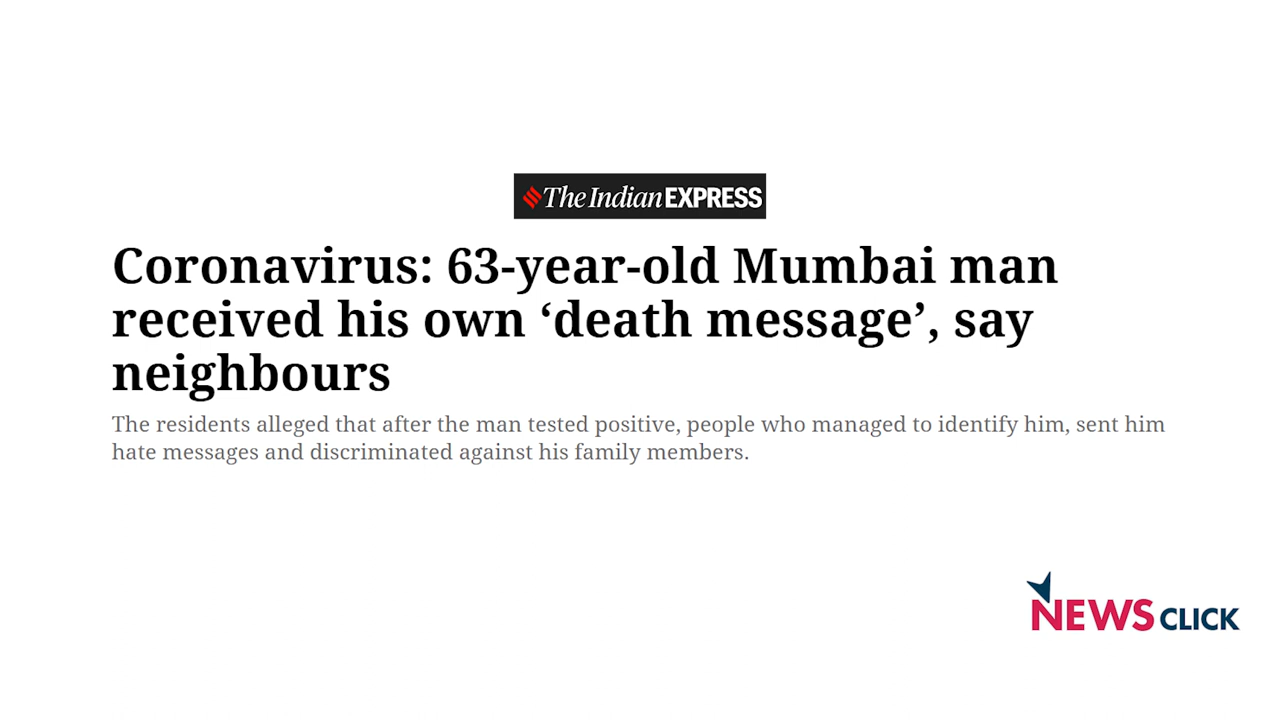 The Indian EXPRESS
Coronavirus: 63-year-old Mumbai man
received his own ‘death message’, say
neighbours
The residents alleged that after the man tested positive, people who managed to identify him, sent him
hate messages and discriminated against his family members.
NEWS CLICK